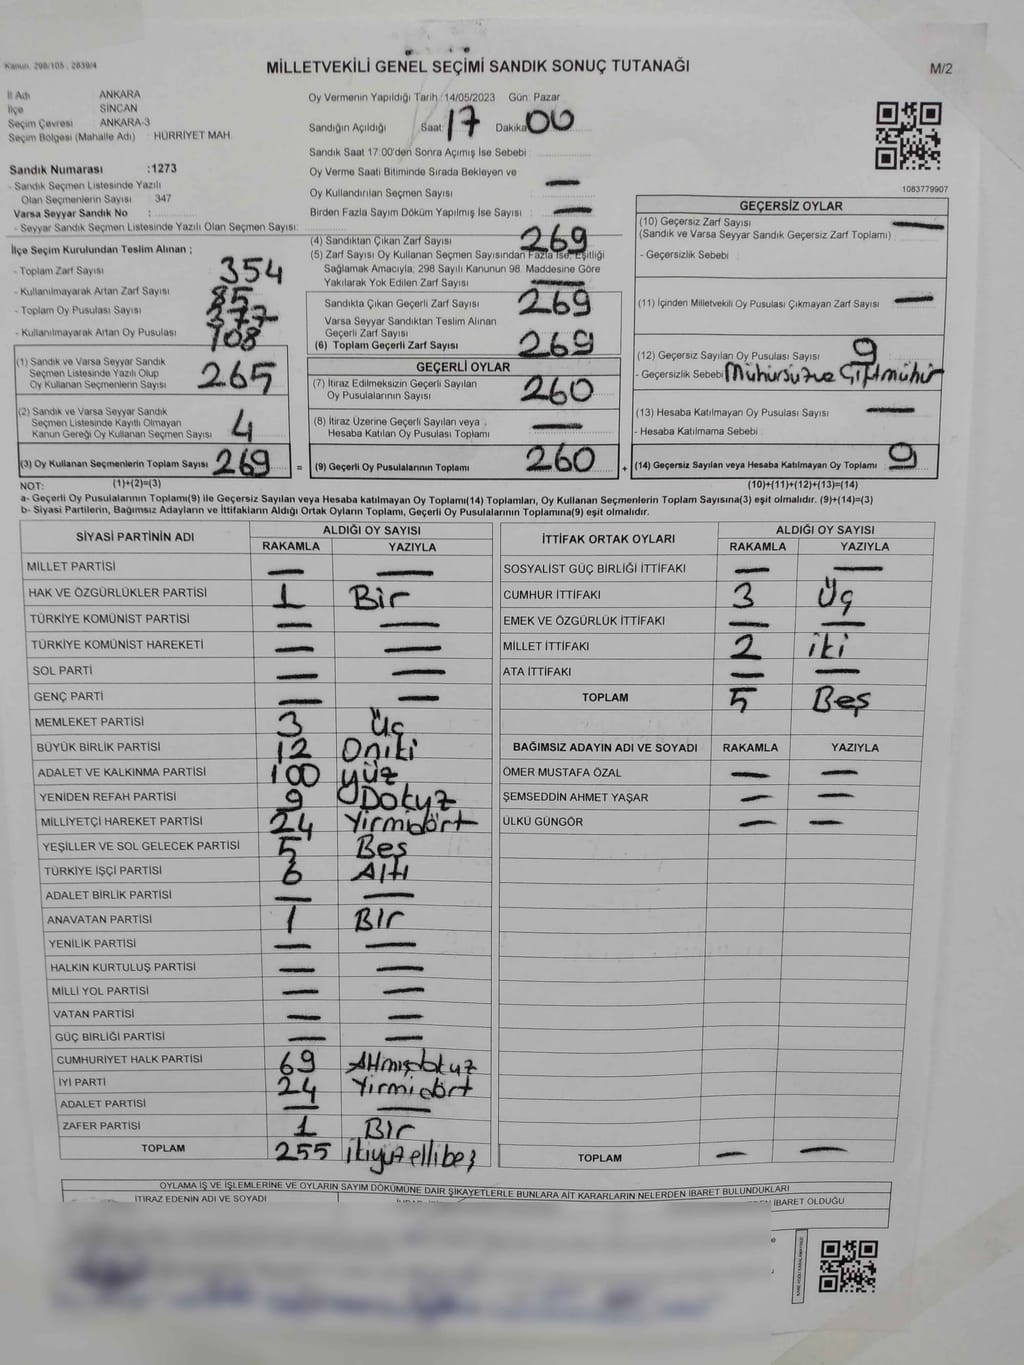 Kanun. 298/105 , 2839/4
MİLLETVEKİLİ GENEL SEÇİMİ SANDIK SONUÇ TUTANAĞI
M/2
İl Adı ANKARA
İlçe SİNCAN
Seçim Çevresi ANKARA-3
Seçim Bölgesi (Mahalle Adı) : HÜRRİYET MAH.
Sandık Numarası :1273
- Sandık Seçmen Listesinde Yazılı
Olan Seçmenlerin Sayısı 347
Varsa Seyyar Sandık No :
- Seyyar Sandık Seçmen Listesinde Yazılı Olan Seçmen Sayısı:
Oy Vermenin Yapıldığı Tarih :14/05/2023 Gün: Pazar
Sandığın Açıldığı Saat: 17 Dakika 00
Sandık Saat 17:00'den Sonra Açımış İse Sebebi
Oy Verme Saati Bitiminde Sırada Bekleyen ve
Oy Kullandırılan Seçmen Sayısı —
Birden Fazla Sayım Döküm Yapılmış İse Sayısı : —
1083779907
İlçe Seçim Kurulundan Teslim Alınan ;
- Toplam Zarf Sayısı 354
- Kullanılmayarak Artan Zarf Sayısı 85
- Toplam Oy Pusulası Sayısı 377
- Kullanılmayarak Artan Oy Pusulası 108
(1) Sandık ve Varsa Seyyar Sandık
Seçmen Listesinde Yazılı Olup
Oy Kullanan Seçmenlerin Sayısı 265
(2) Sandık ve Varsa Seyyar Sandık
Seçmen Listesinde Kayıtlı Olmayan
Kanun Gereği Oy Kullanan Seçmen Sayısı 4
(3) Oy Kullanan Seçmenlerin Toplam Sayısı 269
(4) Sandıktan Çıkan Zarf Sayısı 269
(5) Zarf Sayısı Oy Kullanan Seçmen Sayısından Fazla İse, Eşitliği
Sağlamak Amacıyla, 298 Sayılı Kanunun 98. Maddesine Göre
Yakılarak Yok Edilen Zarf Sayısı —
Sandıkta Çıkan Geçerli Zarf Sayısı 269
Varsa Seyyar Sandıktan Teslim Alınan
Geçerli Zarf Sayısı
(6) Toplam Geçerli Zarf Sayısı 269
GEÇERLİ OYLAR
(7) İtiraz Edilmeksizin Geçerli Sayılan
Oy Pusulalarının Sayısı 260
(8) İtiraz Üzerine Geçerli Sayılan veya
Hesaba Katılan Oy Pusulası Toplamı —
= (9) Geçerli Oy Pusulalarının Toplamı 260 +
GEÇERSİZ OYLAR
(10) Geçersiz Zarf Sayısı —
(Sandık ve Varsa Seyyar Sandık Geçersiz Zarf Toplamı)
- Geçersizlik Sebebi
(11) İçinden Milletvekili Oy Pusulası Çıkmayan Zarf Sayısı —
(12) Geçersiz Sayılan Oy Pusulası Sayısı 9
- Geçersizlik Sebebi Mühürsüz ve Çift mühür
(13) Hesaba Katılmayan Oy Pusulası Sayısı —
- Hesaba Katılmama Sebebi
(14) Geçersiz Sayılan veya Hesaba Katılmayan Oy Toplamı 9
NOT: (1)+(2)=(3) (10)+(11)+(12)+(13)=(14)
a- Geçerli Oy Pusulalarının Toplamı(9) ile Geçersiz Sayılan veya Hesaba katılmayan Oy Toplamı(14) Toplamları, Oy Kullanan Seçmenlerin Toplam Sayısına(3) eşit olmalıdır. (9)+(14)=(3)
b- Siyasi Partilerin, Bağımsız Adayların ve İttifakların Aldığı Ortak Oyların Toplamı, Geçerli Oy Pusulalarının Toplamına(9) eşit olmalıdır.
SİYASİ PARTİNİN ADI ALDIĞI OY SAYISI
RAKAMLA YAZIYLA
MİLLET PARTİSİ — —
HAK VE ÖZGÜRLÜKLER PARTİSİ 1 Bir
TÜRKİYE KOMÜNİST PARTİSİ — —
TÜRKİYE KOMÜNİST HAREKETİ — —
SOL PARTİ — —
GENÇ PARTİ — —
MEMLEKET PARTİSİ 3 Üç
BÜYÜK BİRLİK PARTİSİ 12 Oniki
ADALET VE KALKINMA PARTİSİ 100 yüz
YENİDEN REFAH PARTİSİ 9 Dokuz
MİLLİYETÇİ HAREKET PARTİSİ 24 Yirmidört
YEŞİLLER VE SOL GELECEK PARTİSİ 5 Beş
TÜRKİYE İŞÇİ PARTİSİ 6 Altı
ADALET BİRLİK PARTİSİ — —
ANAVATAN PARTİSİ 1 Bir
YENİLİK PARTİSİ — —
HALKIN KURTULUŞ PARTİSİ — —
MİLLİ YOL PARTİSİ — —
VATAN PARTİSİ — —
GÜÇ BİRLİĞİ PARTİSİ — —
CUMHURİYET HALK PARTİSİ 69 Altmışdokuz
İYİ PARTİ 24 Yirmidört
ADALET PARTİSİ — —
ZAFER PARTİSİ 1 Bir
TOPLAM 255 ikiyüzellibeş
İTTİFAK ORTAK OYLARI ALDIĞI OY SAYISI
RAKAMLA YAZIYLA
SOSYALİST GÜÇ BİRLİĞİ İTTİFAKI — —
CUMHUR İTTİFAKI 3 Üç
EMEK VE ÖZGÜRLÜK İTTİFAKI — —
MİLLET İTTİFAKI 2 iki
ATA İTTİFAKI — —
TOPLAM 5 Beş
BAĞIMSIZ ADAYIN ADI VE SOYADI RAKAMLA YAZIYLA
ÖMER MUSTAFA ÖZAL — —
ŞEMSEDDİN AHMET YAŞAR — —
ÜLKÜ GÜNGÖR — —
TOPLAM — —
OYLAMA İŞ VE İŞLEMLERİNE VE OYLARIN SAYIM DÖKÜMÜNE DAİR ŞİKAYETLERLE BUNLARA AİT KARARLARIN NELERDEN İBARET BULUNDUKLARI
İTİRAZ EDENİN ADI VE SOYADI
İBARET OLDUĞU